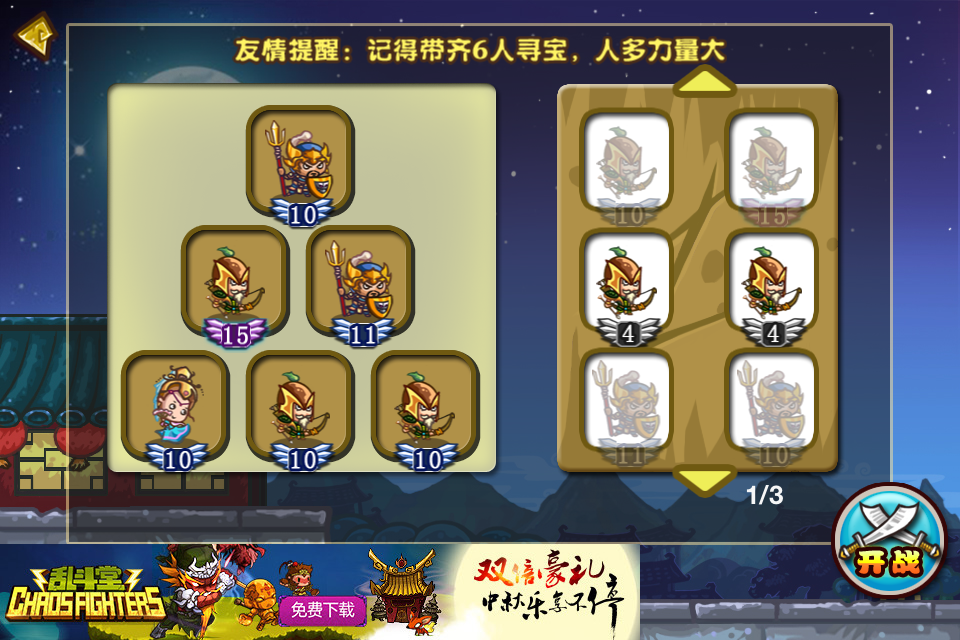 友情提醒：记得带齐6人寻宝，人多力量大
10
15
11
10
10
10
10
15
4
4
11
10
1/3
开战
乱斗堂
CHAOS FIGHTERS
免费下载
双倍豪礼
中秋乐享不停